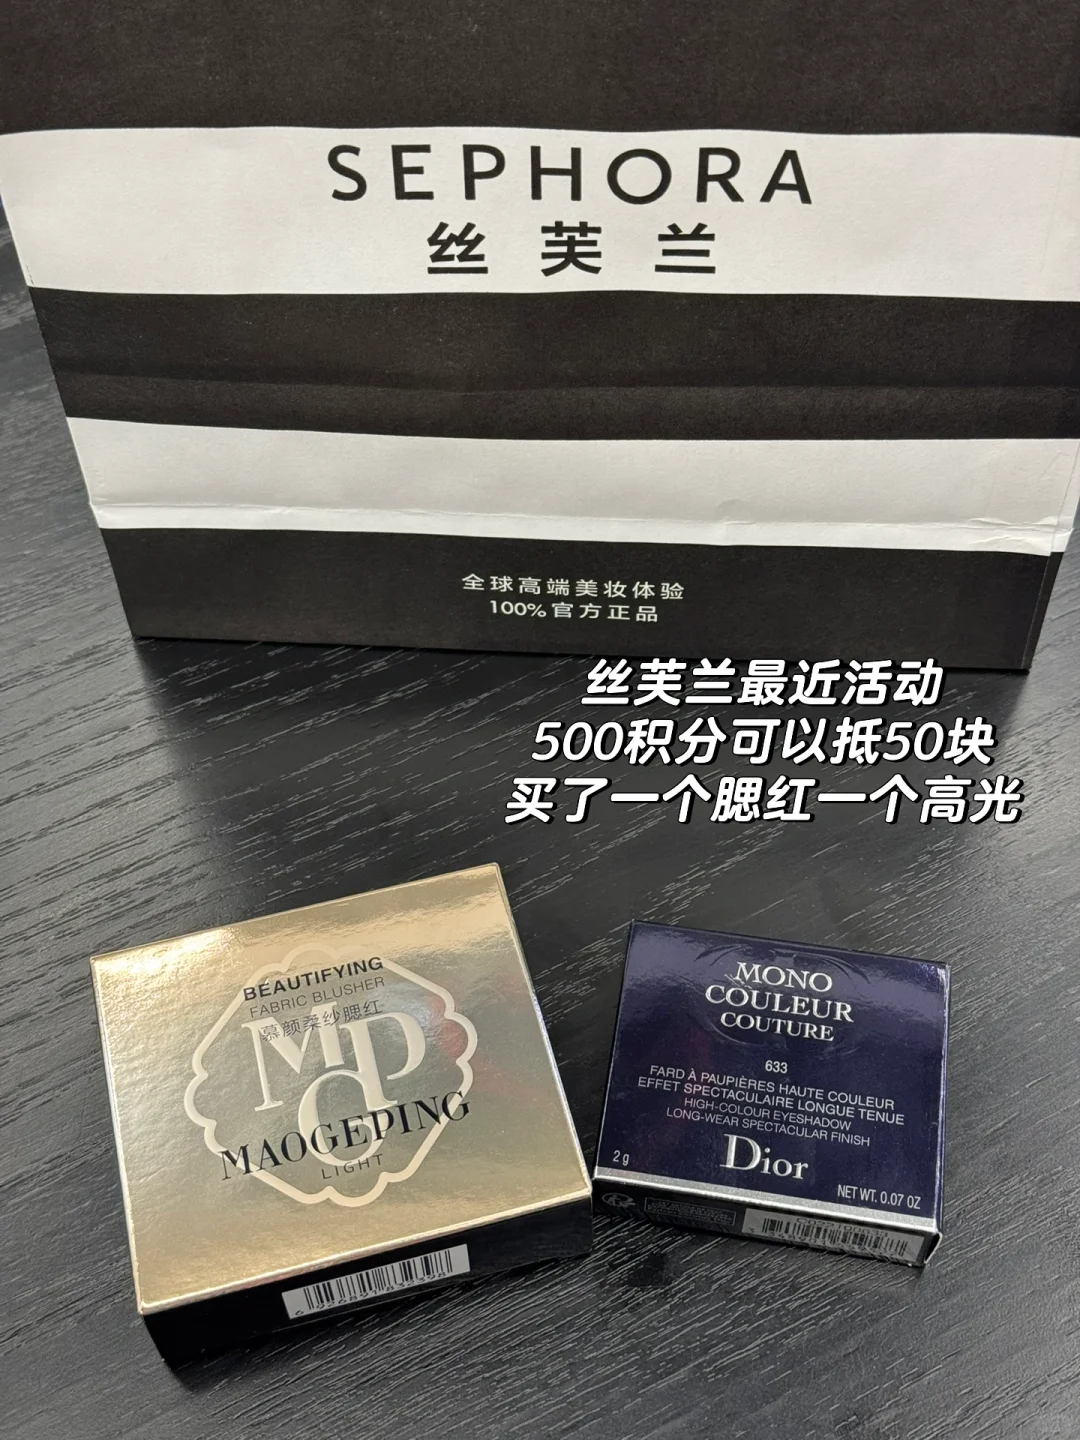 SEPHORA
丝芙兰
全球高端美妆体验
100%官方正品
丝芙兰最近活动
500积分可以抵50块
买了一个腮红一个高光
BEAUTIFYING
FABRIC BLUSHER
慕颜柔纱腮红
MGP
MAOGEPING
LIGHT
MONO
COULEUR
COUTURE
633
FARD À PAUPIÈRES HAUTE COULEUR
EFFET SPECTACULAIRE LONGUE TENUE
HIGH-COLOUR EYESHADOW
LONG-WEAR SPECTACULAR FINISH
Dior
2 g
NET WT. 0.07 OZ